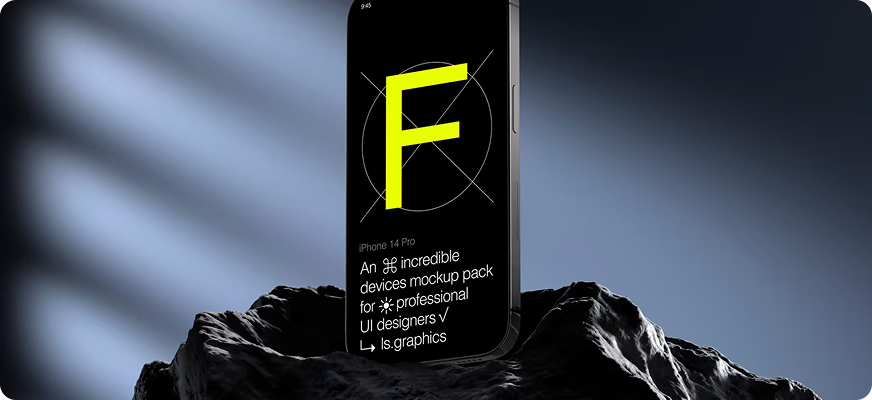 9:45
F
iPhone 14 Pro
An ⌘ incredible
devices mockup pack
for ☀ professional
UI designers √
↳ ls.graphics